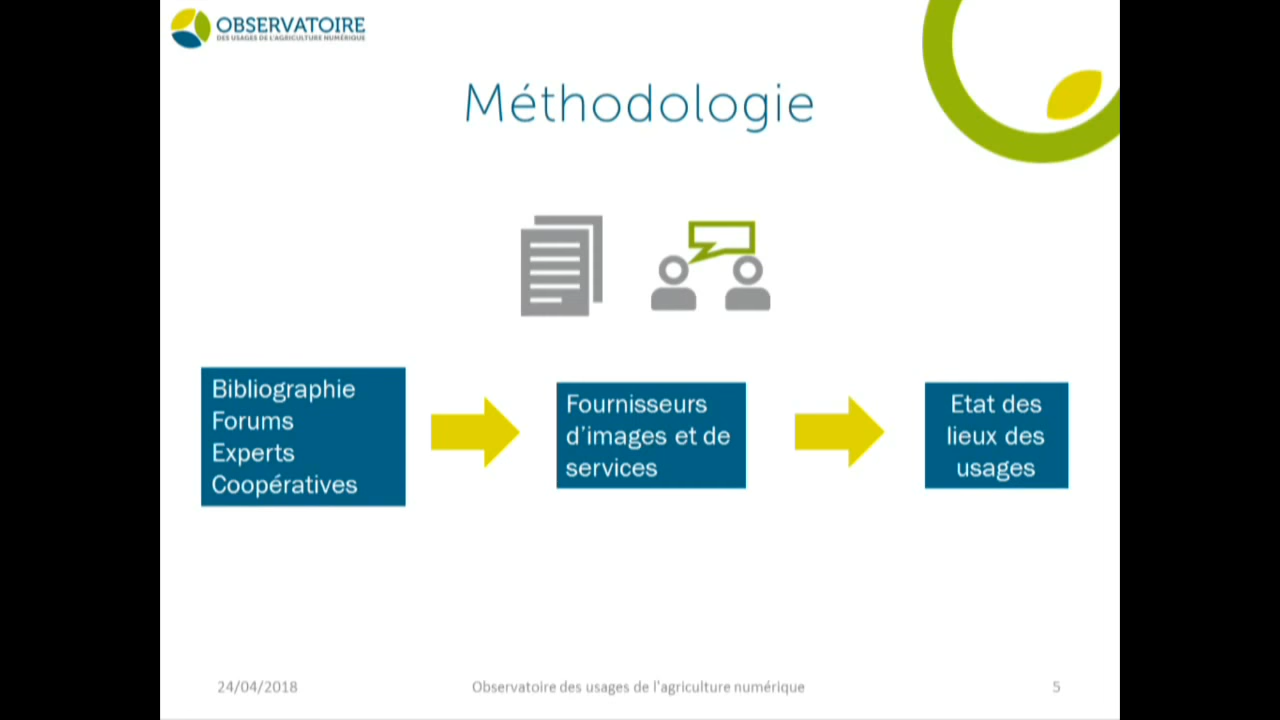 OBSERVATOIRE
DES USAGES DE L'AGRICULTURE NUMÉRIQUE
Méthodologie
Bibliographie
Forums
Experts
Coopératives
Fournisseurs
d'images et de
services
Etat des
lieux des
usages
24/04/2018
Observatoire des usages de l'agriculture numérique
5